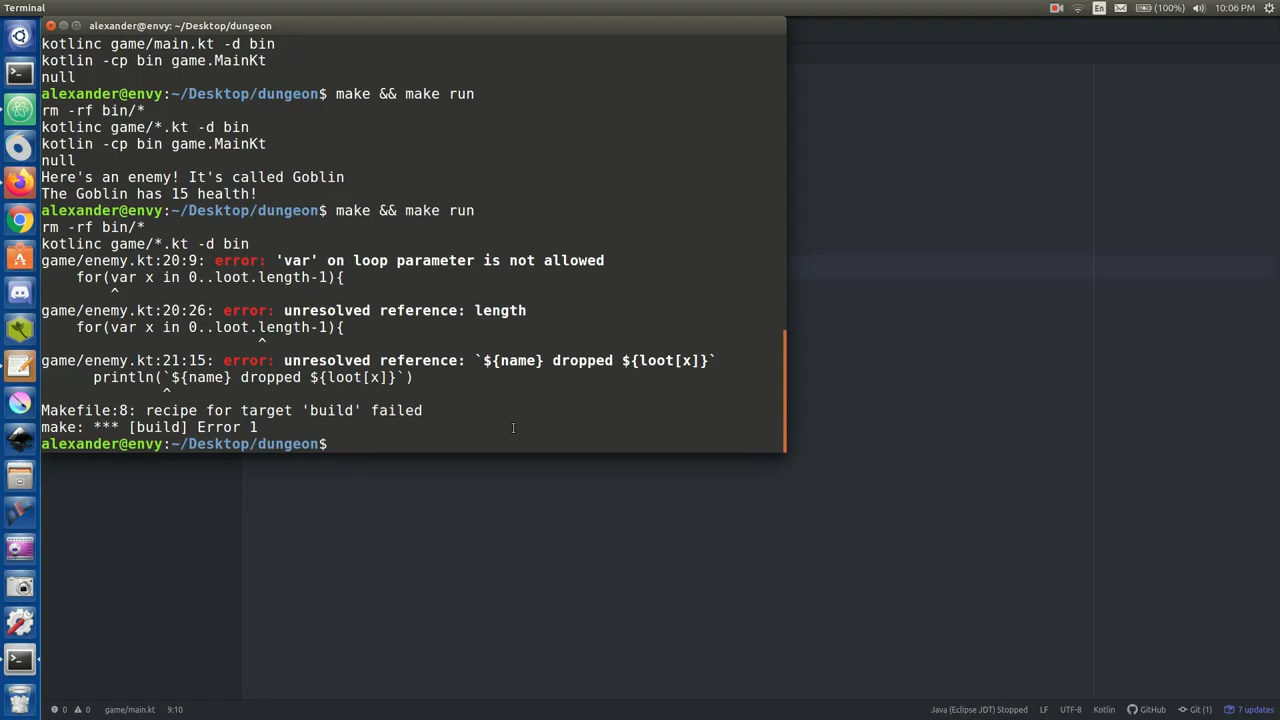 Terminal
En
(100%)
10:06 PM
alexander@envy: ~/Desktop/dungeon
kotlinc game/main.kt -d bin
kotlin -cp bin game.MainKt
null
alexander@envy:~/Desktop/dungeon$ make && make run
rm -rf bin/*
kotlinc game/*.kt -d bin
kotlin -cp bin game.MainKt
null
Here's an enemy! It's called Goblin
The Goblin has 15 health!
alexander@envy:~/Desktop/dungeon$ make && make run
rm -rf bin/*
kotlinc game/*.kt -d bin
game/enemy.kt:20:9: error: 'var' on loop parameter is not allowed
    for(var x in 0..loot.length-1){
        ^
game/enemy.kt:20:26: error: unresolved reference: length
    for(var x in 0..loot.length-1){
                         ^
game/enemy.kt:21:15: error: unresolved reference: `${name} dropped ${loot[x]}`
      println(`${name} dropped ${loot[x]}`)
              ^
Makefile:8: recipe for target 'build' failed
make: *** [build] Error 1
alexander@envy:~/Desktop/dungeon$
0 0 game/main.kt 9:10 Java (Eclipse JDT) Stopped LF UTF-8 Kotlin GitHub Git (1) 7 updates